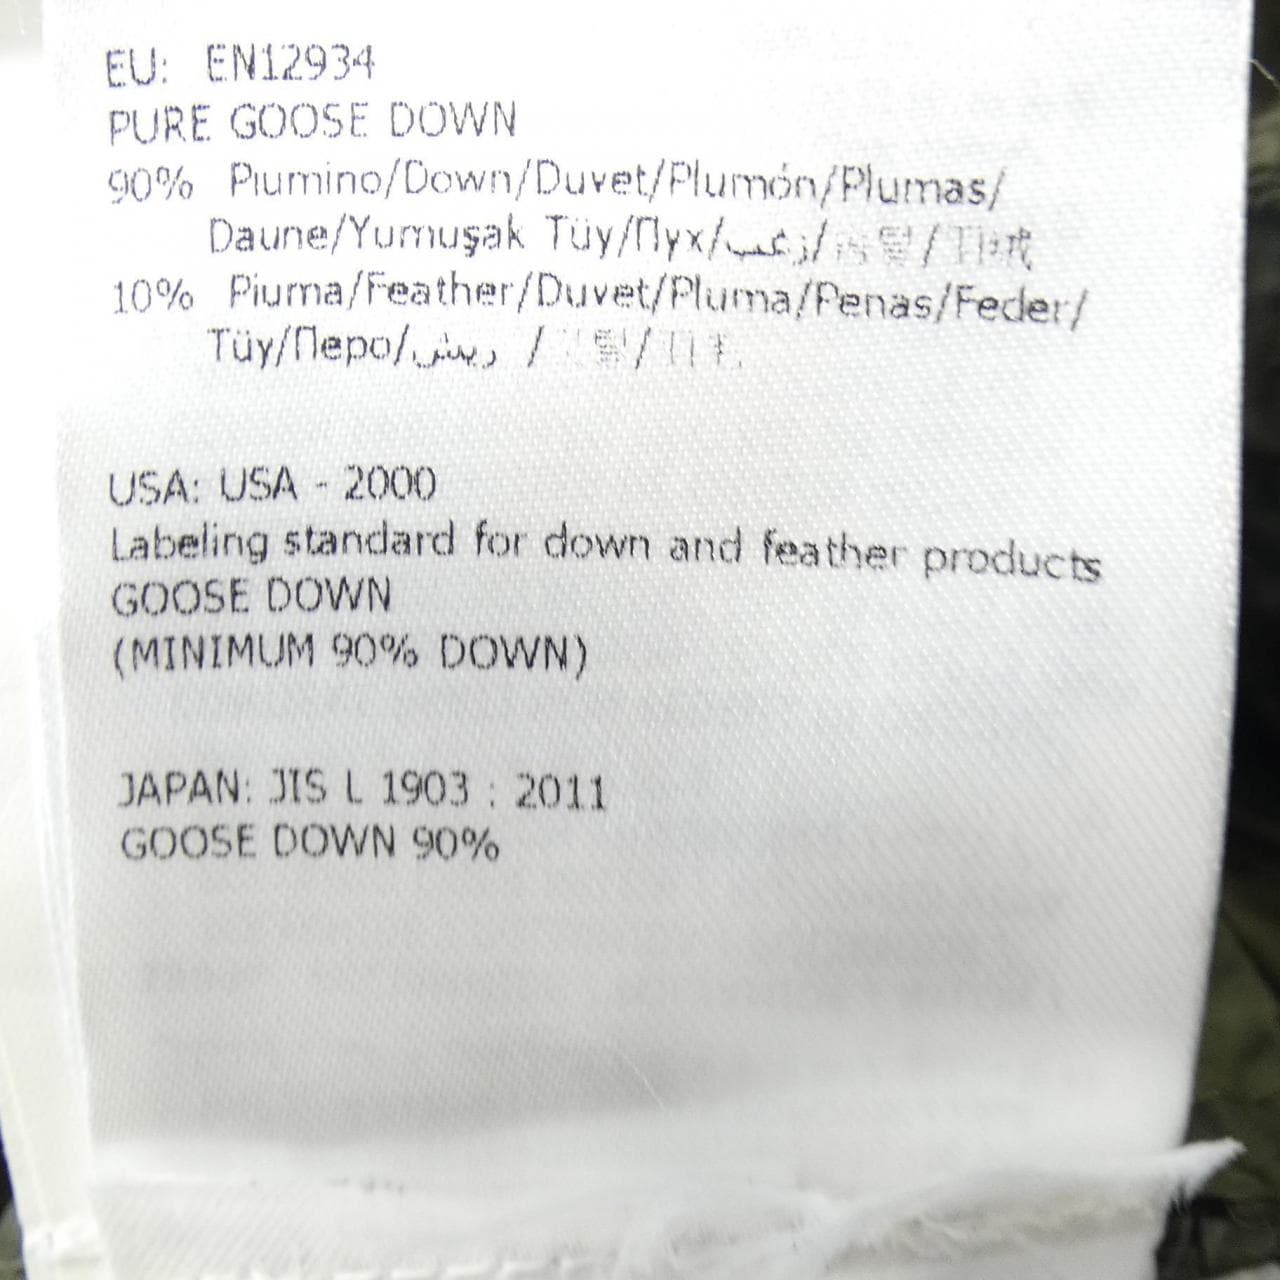 EU: EN12934
PURE GOOSE DOWN
90% Piumino/Down/Duvet/Plumón/Plumas/
Daune/Yumuşak Tüy/Пух/زغب/
10% Piuma/Feather/Duvet/Pluma/Penas/Feder/
Tüy/Перо/ريش /
USA: USA - 2000
Labeling standard for down and feather products
GOOSE DOWN
(MINIMUM 90% DOWN)
JAPAN: JIS L 1903 : 2011
GOOSE DOWN 90%